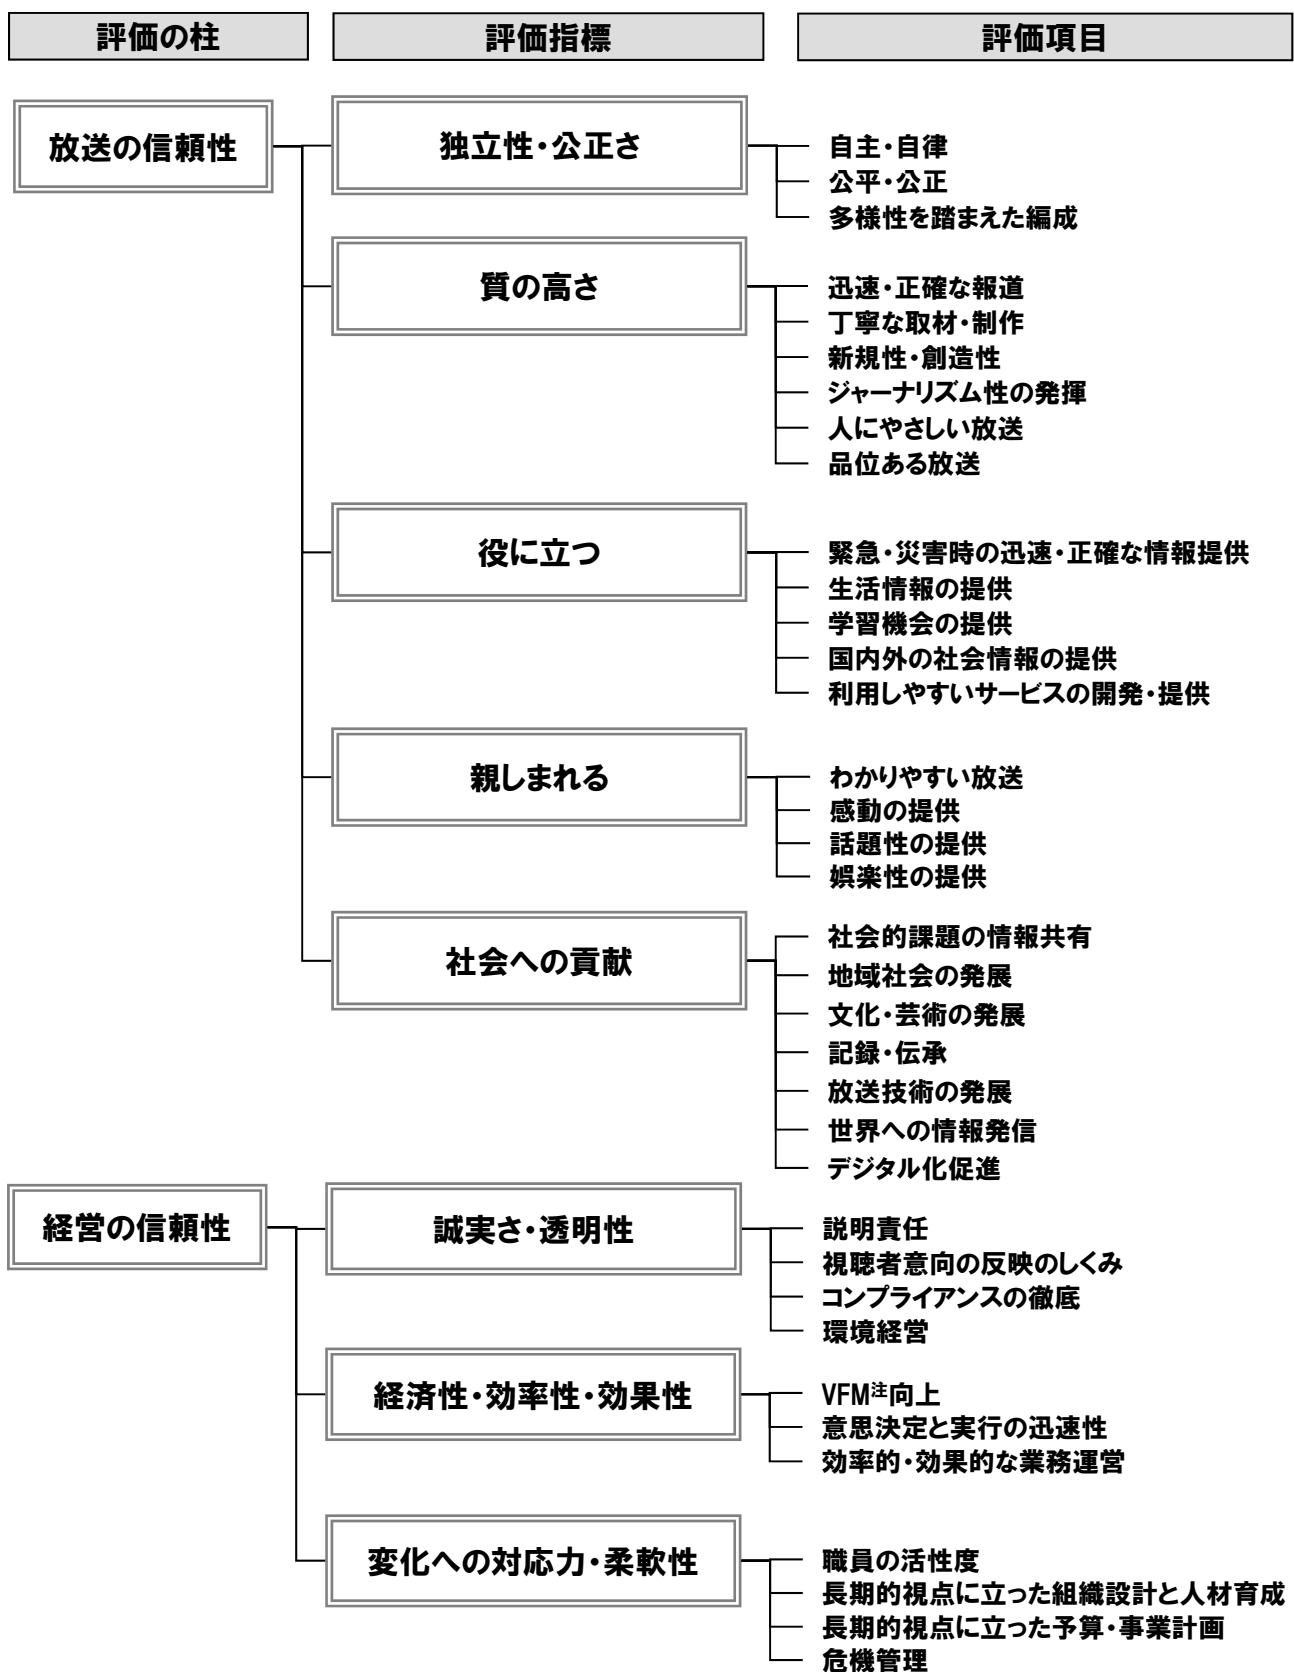 評価の柱
評価指標
評価項目
放送の信頼性
独立性・公正さ
自主・自律
公平・公正
多様性を踏まえた編成
質の高さ
迅速・正確な報道
丁寧な取材・制作
新規性・創造性
ジャーナリズム性の発揮
人にやさしい放送
品位ある放送
役に立つ
緊急・災害時の迅速・正確な情報提供
生活情報の提供
学習機会の提供
国内外の社会情報の提供
利用しやすいサービスの開発・提供
親しまれる
わかりやすい放送
感動の提供
話題性の提供
娯楽性の提供
社会への貢献
社会的課題の情報共有
地域社会の発展
文化・芸術の発展
記録・伝承
放送技術の発展
世界への情報発信
デジタル化促進
経営の信頼性
誠実さ・透明性
説明責任
視聴者意向の反映のしくみ
コンプライアンスの徹底
環境経営
経済性・効率性・効果性
VFM注向上
意思決定と実行の迅速性
効率的・効果的な業務運営
変化への対応力・柔軟性
職員の活性度
長期的視点に立った組織設計と人材育成
長期的視点に立った予算・事業計画
危機管理